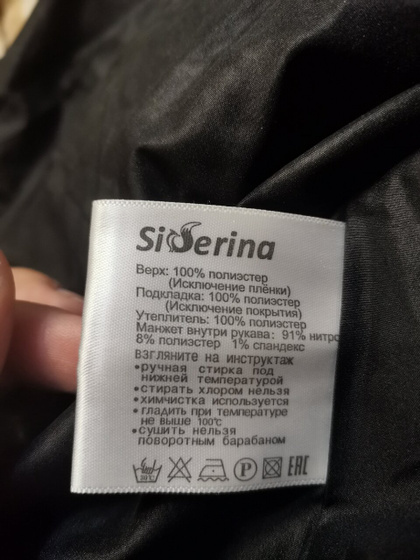 Siberina
Верх: 100% полиэстер
(Исключение плёнки)
Подкладка: 100% полиэстер
(Исключение покрытия)
Утеплитель: 100% полиэстер
Манжет внутри рукава: 91% нитро
8% полиэстер 1% спандекс
ВЗГЛЯНИТЕ НА ИНСТРУКТАЖ
•ручная стирка под
нижней температурой
•стирать хлором нельзя
•химчистка используется
•гладить при температуре
не выше 100°C
•сушить нельзя
поворотным барабаном
30°C P EAC